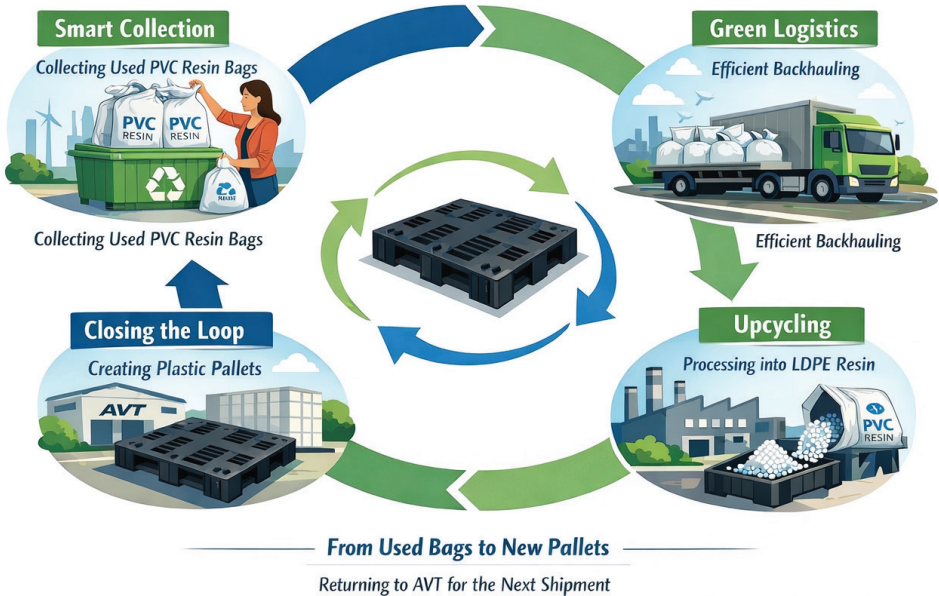 Smart Collection
Collecting Used PVC Resin Bags
PVC
RESIN
PVC
RESIN
Collecting Used PVC Resin Bags
Green Logistics
Efficient Backhauling
Efficient Backhauling
Closing the Loop
Creating Plastic Pallets
AVT
Upcycling
Processing into LDPE Resin
PVC
RESIN
From Used Bags to New Pallets
Returning to AVT for the Next Shipment